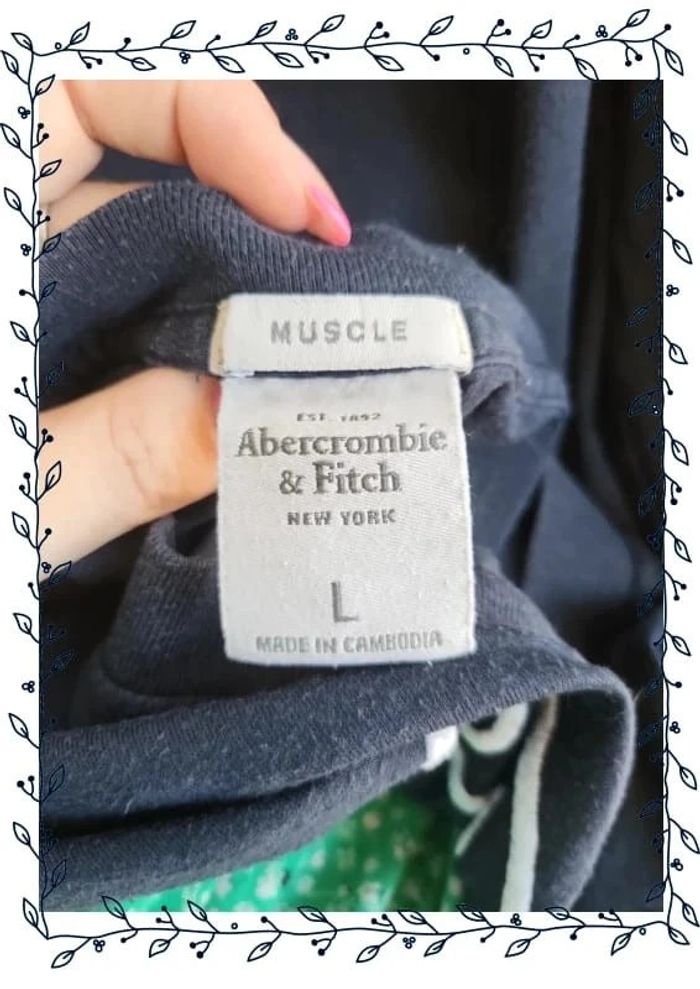 MUSCLE
EST. 1892
Abercrombie
& Fitch
NEW YORK
L
MADE IN CAMBODIA